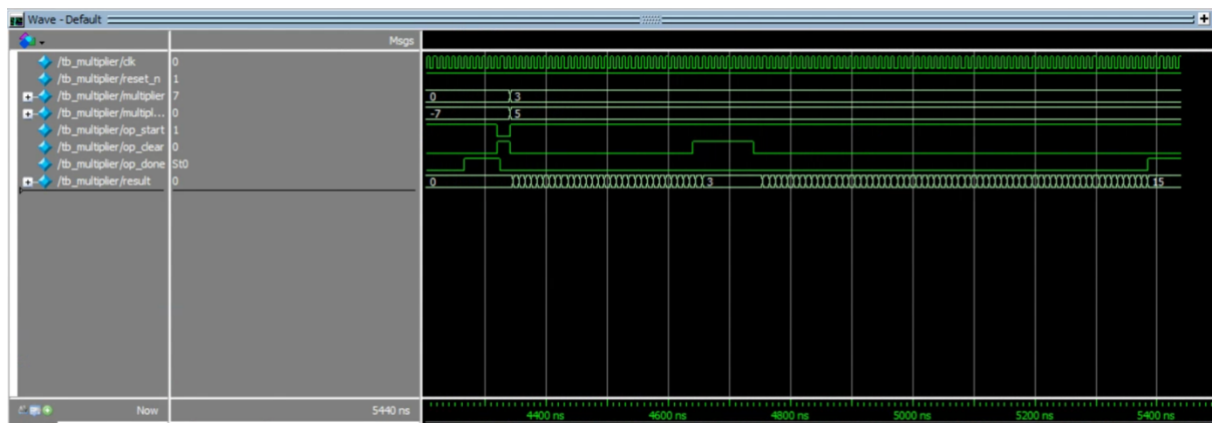 Wave - Default
Msgs
/tb_multiplier/clk 0
/tb_multiplier/reset_n 1
/tb_multiplier/multiplier 7 0 3
/tb_multiplier/multipl... 0 -7 5
/tb_multiplier/op_start 1
/tb_multiplier/op_clear 0
/tb_multiplier/op_done St0
/tb_multiplier/result 0 0 3 15
Now 5440 ns 4400 ns 4600 ns 4800 ns 5000 ns 5200 ns 5400 ns